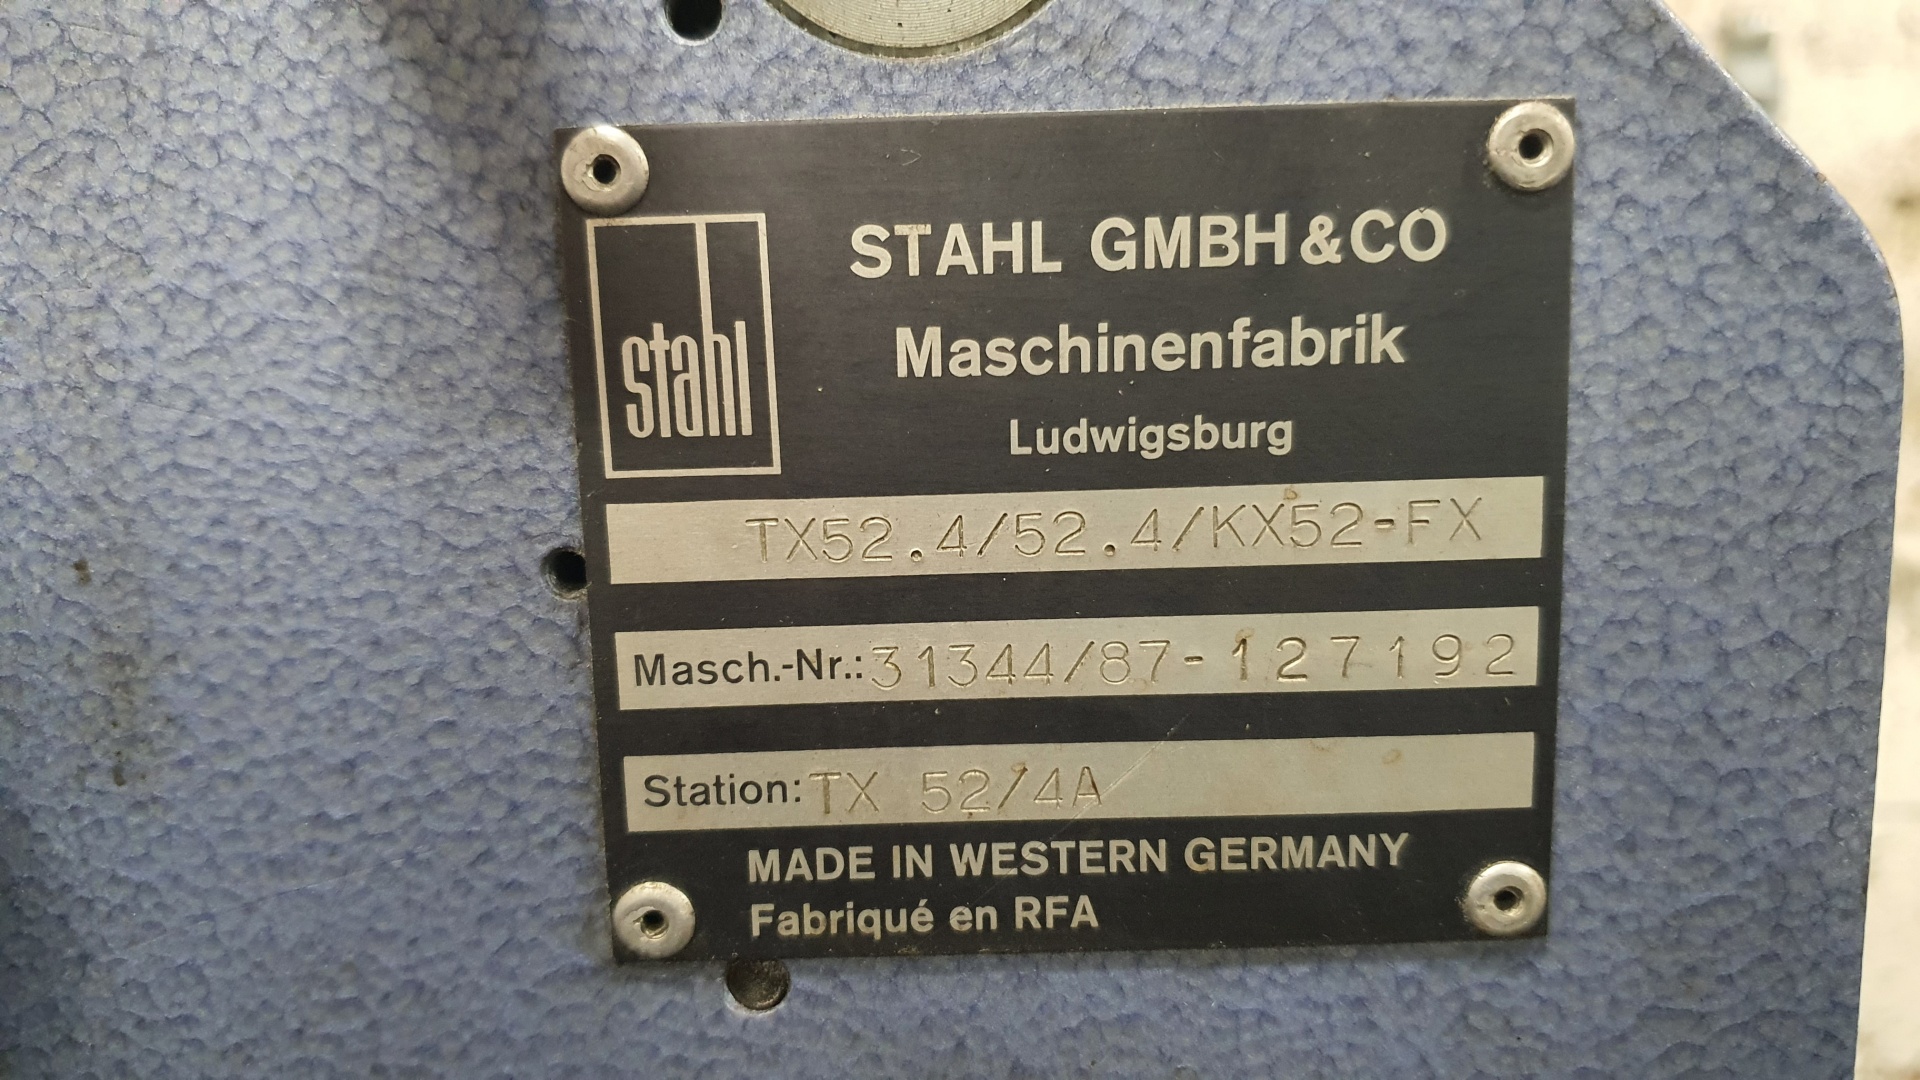 stahl
STAHL GMBH & CO
Maschinenfabrik
Ludwigsburg
TX52.4/52.4/KX52-FX
Masch.-Nr.: 31344/87-127192
Station: TX 52/4A
MADE IN WESTERN GERMANY
Fabriqué en RFA